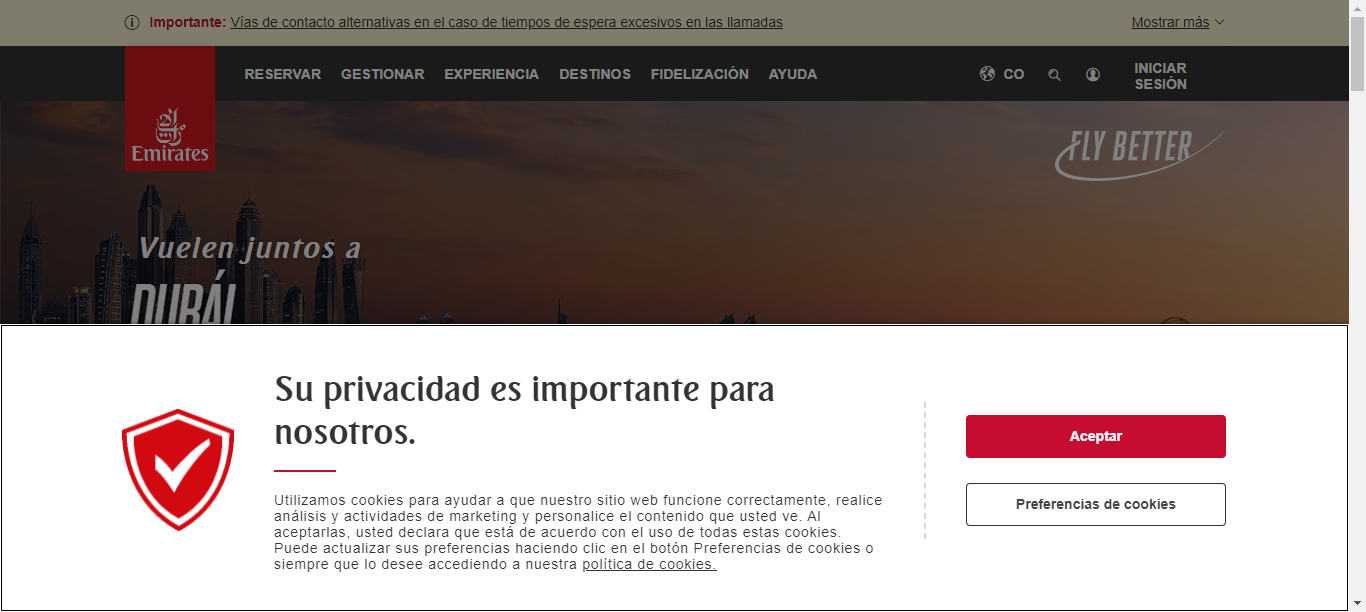 Importante: Vías de contacto alternativas en el caso de tiempos de espera excesivos en las llamadas
Mostrar más
RESERVAR GESTIONAR EXPERIENCIA DESTINOS FIDELIZACIÓN AYUDA
CO
INICIAR
SESIÓN
Emirates
FLY BETTER
Vuelen juntos a
DUBÁI
Su privacidad es importante para
nosotros.
Utilizamos cookies para ayudar a que nuestro sitio web funcione correctamente, realice
análisis y actividades de marketing y personalice el contenido que usted ve. Al
aceptarlas, usted declara que está de acuerdo con el uso de todas estas cookies.
Puede actualizar sus preferencias haciendo clic en el botón Preferencias de cookies o
siempre que lo desee accediendo a nuestra política de cookies.
Aceptar
Preferencias de cookies